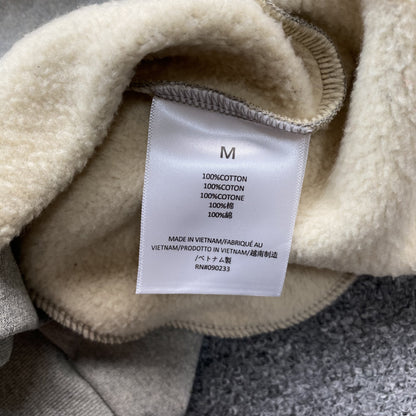 M
100%COTTON
100%COTON
100%COTONE
100%棉
100%綿
MADE IN VIETNAM/FABRIQUÉ AU
VIETNAM/PRODOTTO IN VIETNAM/越南制造
/ベトナム製
RN#090233